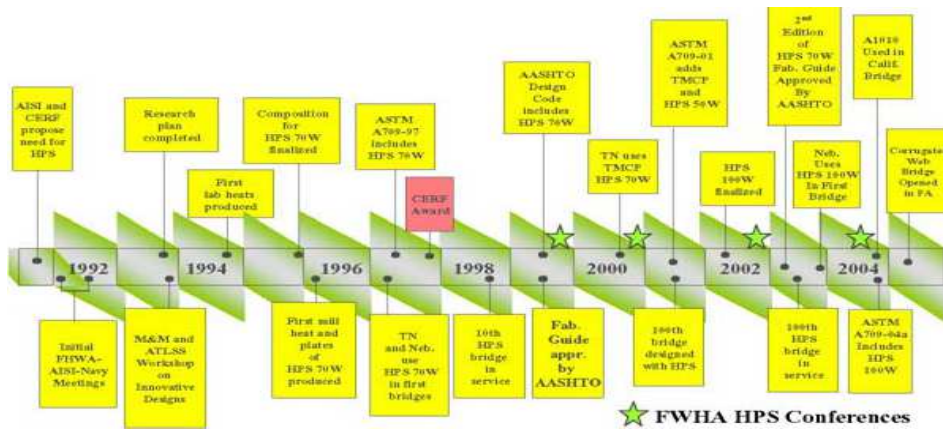 AISI and
CERF
propose
need for
HPS
Research
plan
completed
First
lab heats
produced
Composition
for
HPS 70W
finalized
ASTM
A709-97
includes
HPS 70W
CERF
Award
AASHTO
Design
Code
includes
HPS 70W
TN uses
TMCP
HPS 70W
ASTM
A709-01
adds
TMCP
and
HPS 50W
HPS
100W
finalized
2nd
Edition
of
HPS 70W
Fab. Guide
Approved
By
AASHTO
Neb.
Uses
HPS 100W
In First
Bridge
A1010
Used in
Calif.
Bridge
Corrugate
Web
Bridge
Opened
in PA
1992
1994
1996
1998
2000
2002
2004
Initial
FHWA-
AISI-Navy
Meetings
M&M and
ATLSS
Workshop
on
Innovative
Designs
First mill
heat and
plates
of
HPS 70W
produced
TN
and Neb.
use
HPS 70W
in first
bridges
10th
HPS
bridge
in
service
Fab.
Guide
appr.
by
AASHTO
100th
bridge
designed
with HPS
100th
HPS
bridge
in
service
ASTM
A709-04a
Includes
HPS
100W
FWHA HPS Conferences